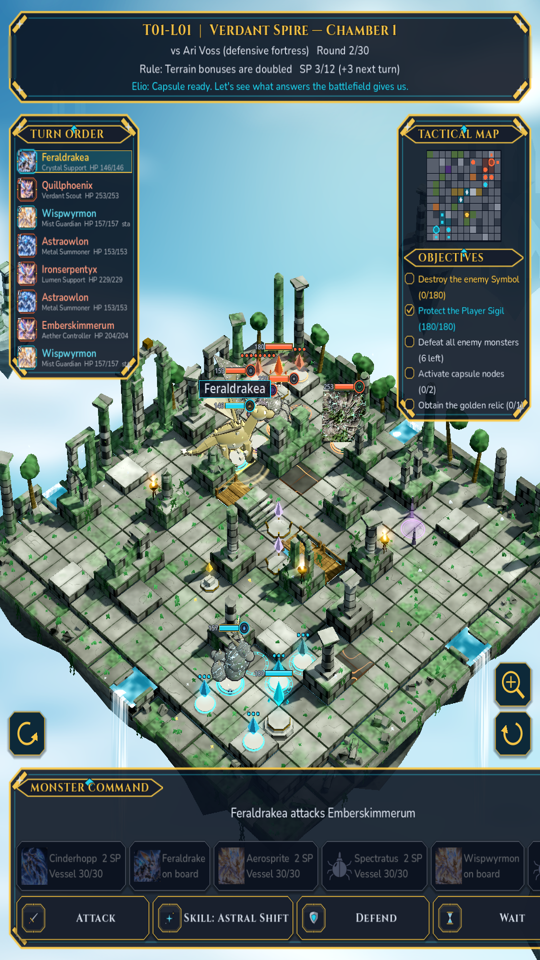 T01-L01 | VERDANT SPIRE — CHAMBER 1
vs Ari Voss (defensive fortress) Round 2/30
Rule: Terrain bonuses are doubled SP 3/12 (+3 next turn)
Elio: Capsule ready. Let's see what answers the battlefield gives us.
TURN ORDER
Feraldrakea
Crystal Support HP 146/146
Quillphoenix
Verdant Scout HP 253/253
Wispwyrmon
Mist Guardian HP 157/157 sta
Astraowlon
Metal Summoner HP 153/153
Ironserpentyx
Lumen Support HP 229/229
Astraowlon
Metal Summoner HP 153/153
Emberskimmerum
Aether Controller HP 204/204
Wispwyrmon
Mist Guardian HP 157/157 st
TACTICAL MAP
OBJECTIVES
Destroy the enemy Symbol
(0/180)
Protect the Player Sigil
(180/180)
Defeat all enemy monsters
(6 left)
Activate capsule nodes
(0/2)
Obtain the golden relic (0/1
180
253
Feraldrakea
MONSTER COMMAND
Feraldrakea attacks Emberskimmerum
Cinderhopp 2 SP
Vessel 30/30
Feraldrake
on board
Aerosprite 2 SP
Vessel 30/30
Spectratus 2 SP
Vessel 30/30
Wispwyrmon
on board
ATTACK
SKILL: ASTRAL SHIFT
DEFEND
WAIT